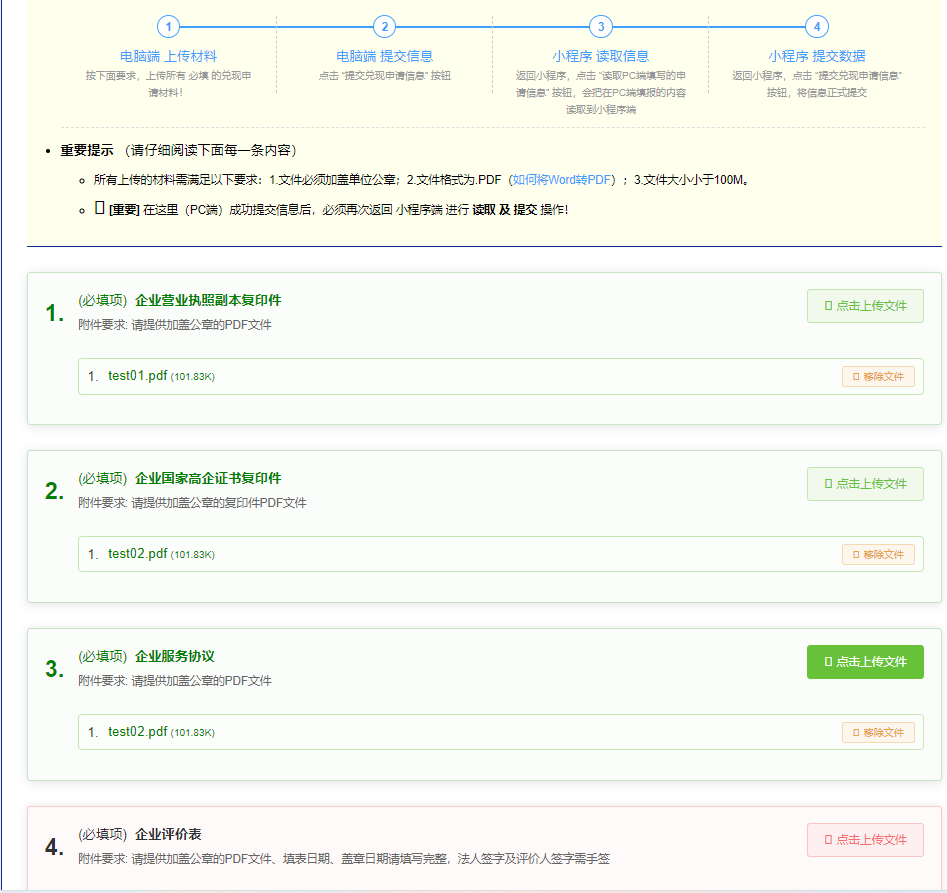 1
2
3
4
电脑端 上传材料
电脑端 提交信息
小程序 读取信息
小程序 提交数据
按下面要求，上传所有 必填 的兑现申
请材料！
点击 “提交兑现申请信息” 按钮
返回小程序，点击 “读取PC端填写的申
请信息” 按钮，会把在PC端填报的内容
读取到小程序端
返回小程序，点击 “提交兑现申请信息”
按钮，将信息正式提交
• 重要提示 （请仔细阅读下面每一条内容）
所有上传的材料需满足以下要求：1.文件必须加盖单位公章；2.文件格式为.PDF（如何将Word转PDF）；3.文件大小小于100M。
[重要] 在这里（PC端）成功提交信息后，必须再次返回 小程序端 进行 读取 及 提交 操作！
1. (必填项) 企业营业执照副本复印件
点击上传文件
附件要求: 请提供加盖公章的PDF文件
1. test01.pdf (101.83K)
移除文件
2. (必填项) 企业国家高企证书复印件
点击上传文件
附件要求: 请提供加盖公章的复印件PDF文件
1. test02.pdf (101.83K)
移除文件
3. (必填项) 企业服务协议
点击上传文件
附件要求: 请提供加盖公章的PDF文件
1. test02.pdf (101.83K)
移除文件
4. (必填项) 企业评价表
点击上传文件
附件要求: 请提供加盖公章的PDF文件、填表日期、盖章日期请填写完整，法人签字及评价人签字需手签